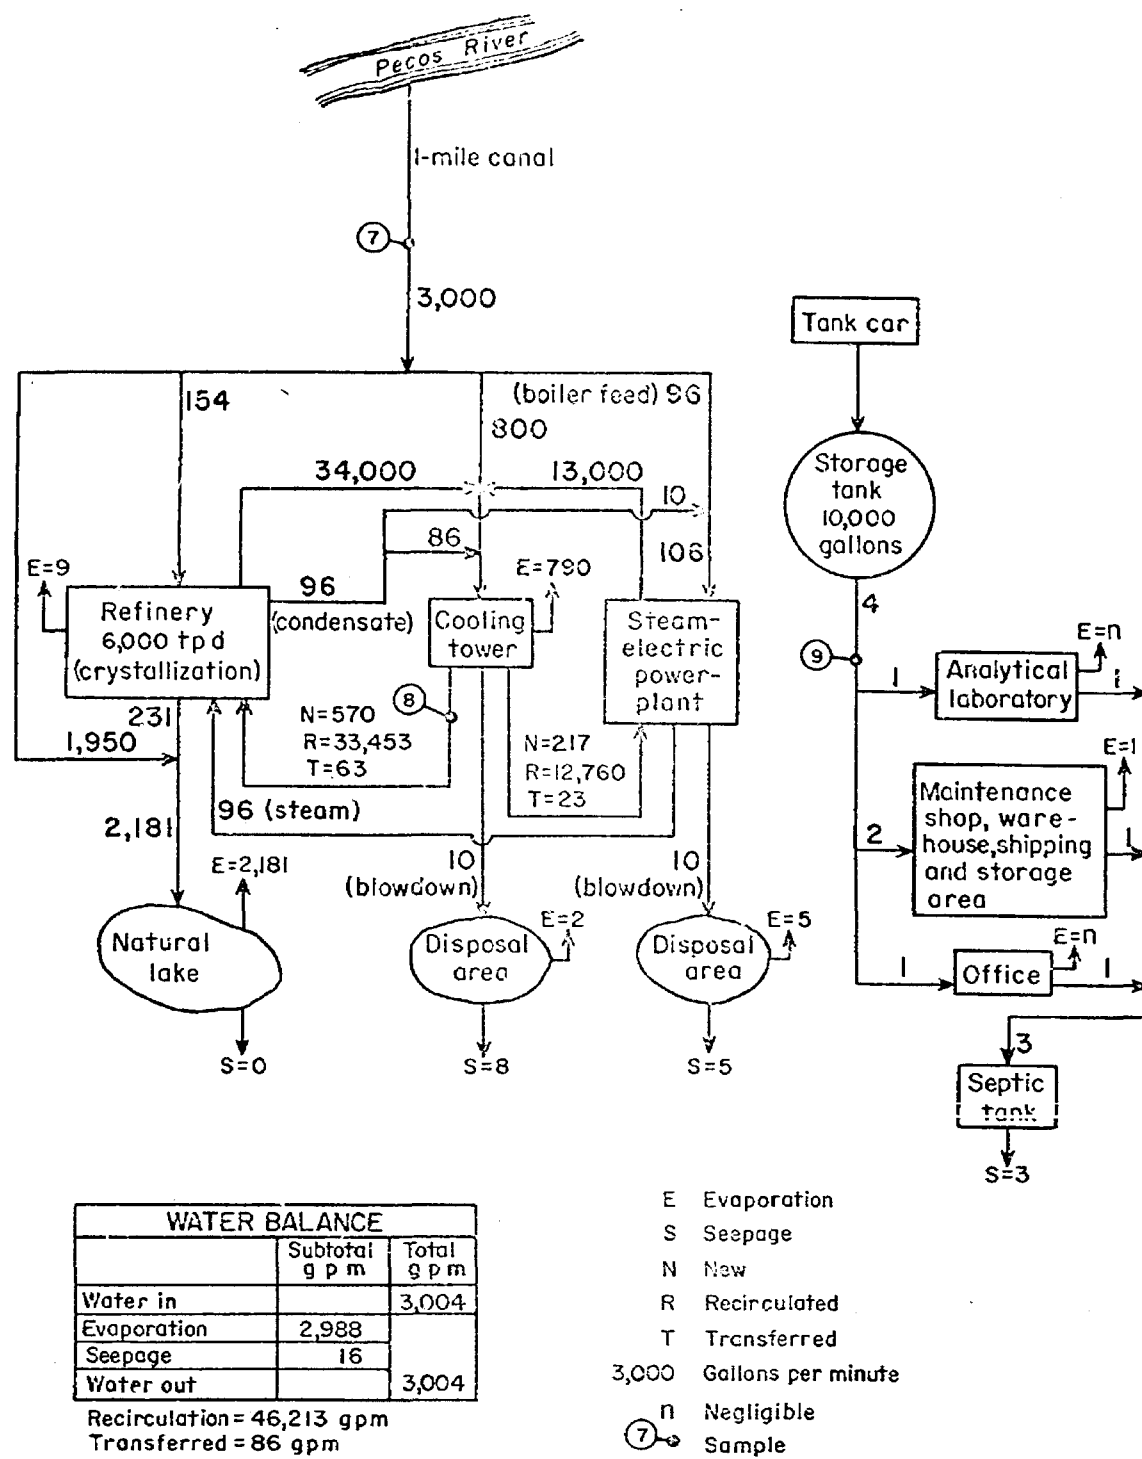 Pecos River
1-mile canal
7
3,000
Tank car
154
(boiler feed) 96
800
34,000
13,000
10
Storage
tank
10,000
gallons
86
106
E=9
E=790
96
(condensate)
Refinery
6,000 tpd
(crystallization)
Cooling
tower
Steam-
electric
power-
plant
4
9
E=n
1
Analytical
laboratory
1
8
231
1,950
N=570
R=33,453
T=63
N=217
R=12,760
T=23
E=1
96 (steam)
2,181
2
Maintenance
shop, ware-
house, shipping
and storage
area
1
E=2,181
10
(blowdown)
10
(blowdown)
E=2
E=5
E=n
Natural
lake
Disposal
area
Disposal
area
1
Office
1
S=0
S=8
S=5
3
Septic
tank
S=3
WATER BALANCE
Subtotal
gpm
Total
gpm
Water in 3,004
Evaporation 2,988
Seepage 16
Water out 3,004
Recirculation = 46,213 gpm
Transferred = 86 gpm
E Evaporation
S Seepage
N New
R Recirculated
T Transferred
3,000 Gallons per minute
n Negligible
7 Sample